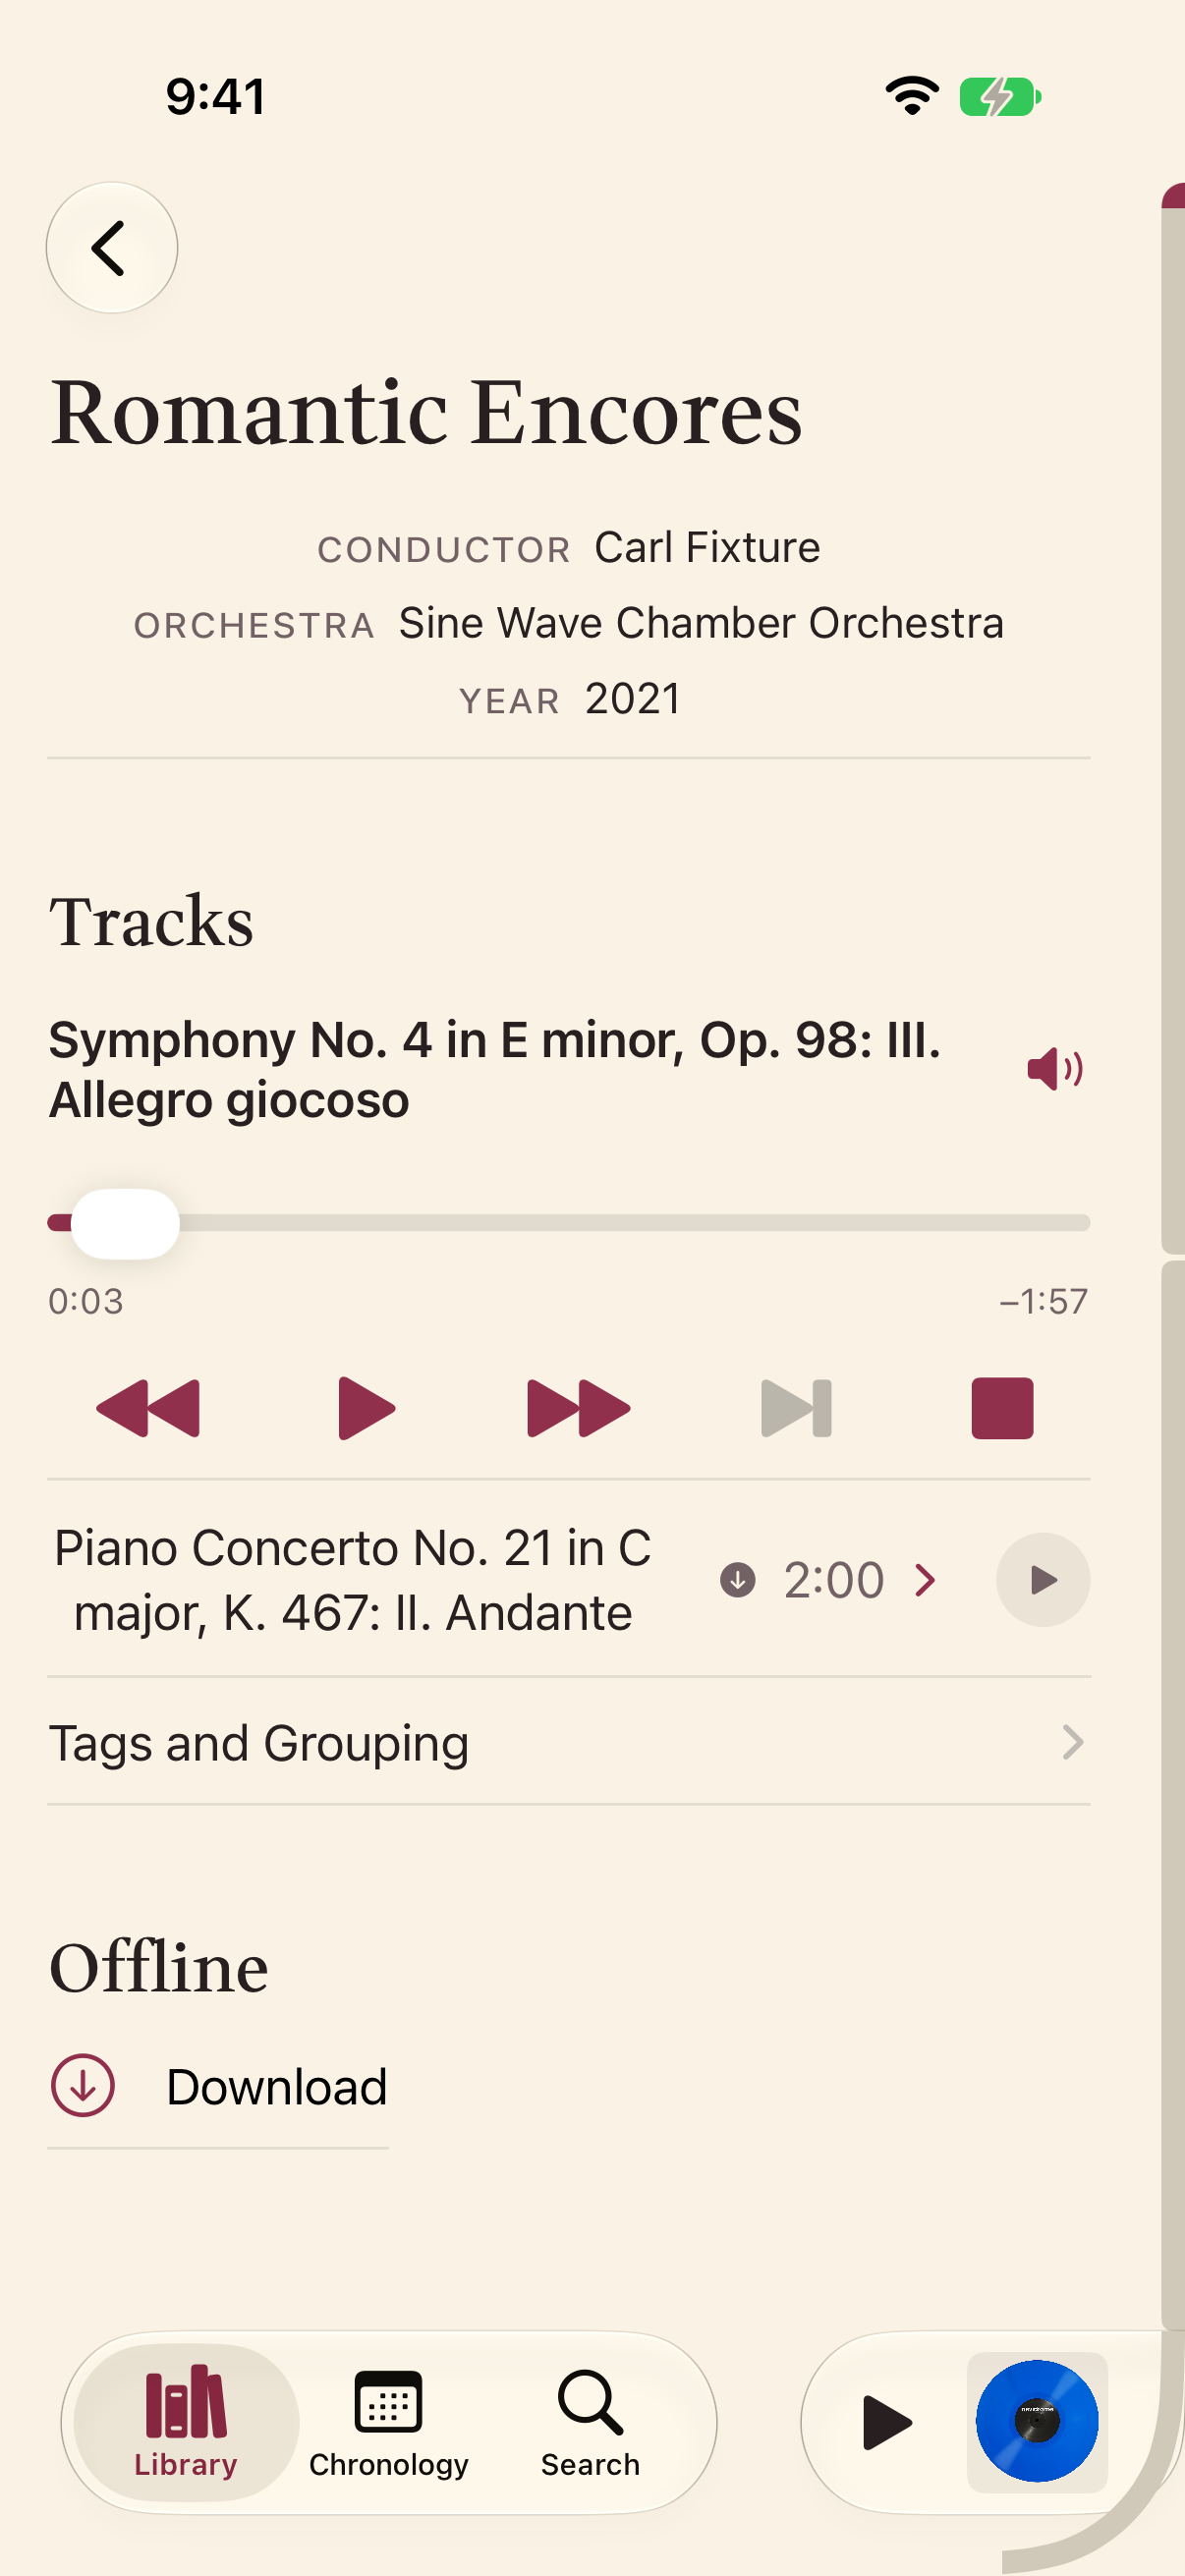 9:41
Romantic Encores
CONDUCTOR Carl Fixture
ORCHESTRA Sine Wave Chamber Orchestra
YEAR 2021
Tracks
Symphony No. 4 in E minor, Op. 98: III.
Allegro giocoso
0:03 –1:57
Piano Concerto No. 21 in C
major, K. 467: II. Andante
2:00
Tags and Grouping
Offline
Download
Library Chronology Search
navidrome